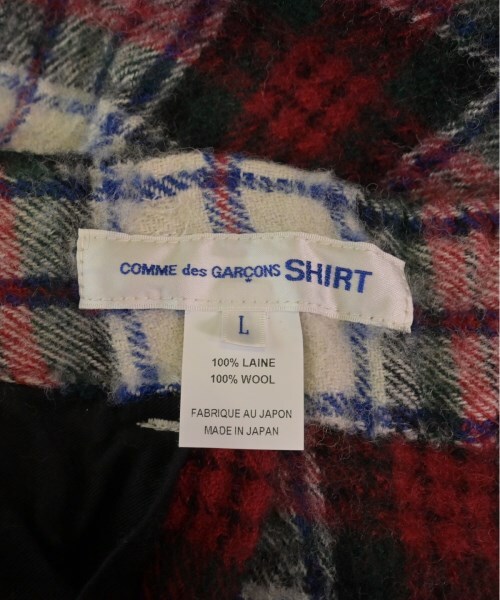 COMME des GARÇONS SHIRT
L
100% LAINE
100% WOOL
FABRIQUE AU JAPON
MADE IN JAPAN